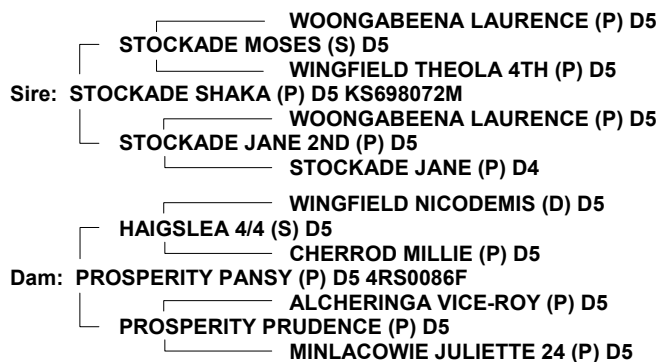 WOONGABEENA LAURENCE (P) D5
STOCKADE MOSES (S) D5
WINGFIELD THEOLA 4TH (P) D5
Sire: STOCKADE SHAKA (P) D5 KS698072M
WOONGABEENA LAURENCE (P) D5
STOCKADE JANE 2ND (P) D5
STOCKADE JANE (P) D4
WINGFIELD NICODEMIS (D) D5
HAIGSLEA 4/4 (S) D5
CHERROD MILLIE (P) D5
Dam: PROSPERITY PANSY (P) D5 4RS0086F
ALCHERINGA VICE-ROY (P) D5
PROSPERITY PRUDENCE (P) D5
MINLACOWIE JULIETTE 24 (P) D5